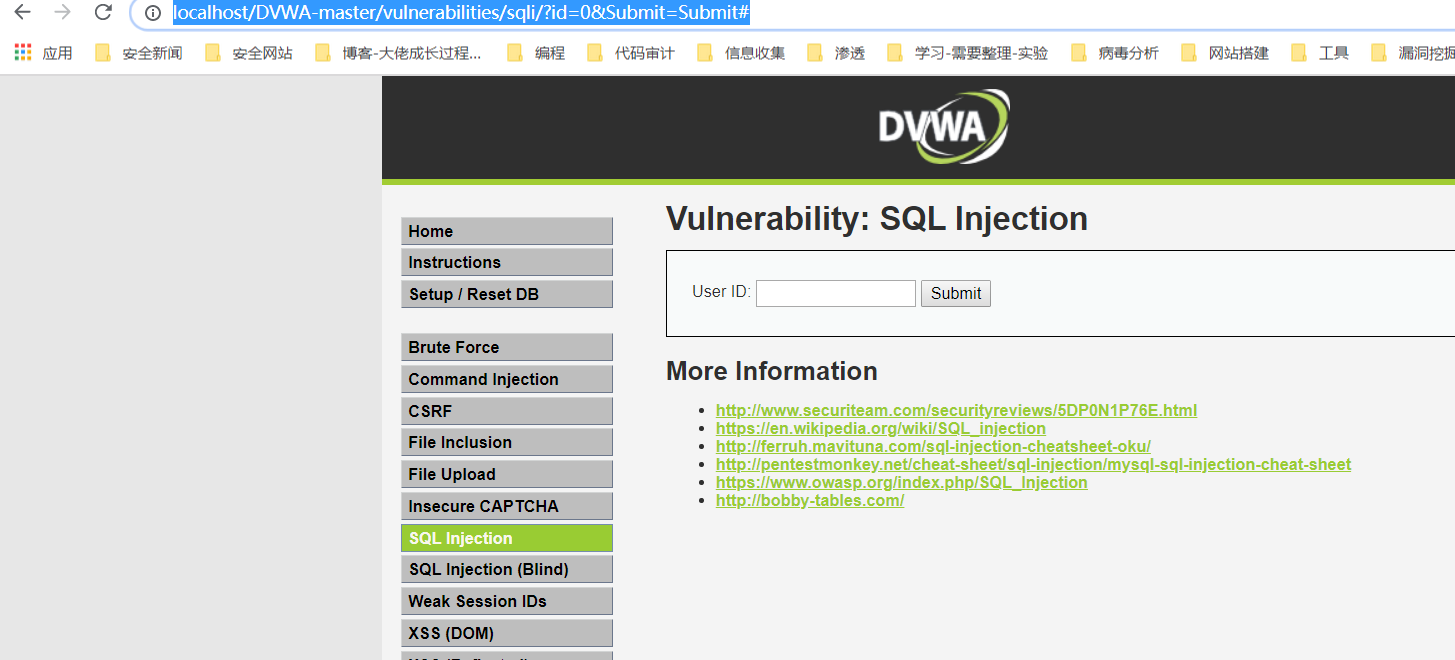 localhost/DVWA-master/vulnerabilities/sqli/?id=0&Submit=Submit#
应用 安全新闻 安全网站 博客-大佬成长过程... 编程 代码审计 信息收集 渗透 学习-需要整理-实验 病毒分析 网站搭建 工具 漏洞挖掘
DVWA
Vulnerability: SQL Injection
User ID: Submit
More Information
http://www.securiteam.com/securityreviews/5DP0N1P76E.html
https://en.wikipedia.org/wiki/SQL_injection
http://ferruh.mavituna.com/sql-injection-cheatsheet-oku/
http://pentestmonkey.net/cheat-sheet/sql-injection/mysql-sql-injection-cheat-sheet
https://www.owasp.org/index.php/SQL_Injection
http://bobby-tables.com/
Home
Instructions
Setup / Reset DB
Brute Force
Command Injection
CSRF
File Inclusion
File Upload
Insecure CAPTCHA
SQL Injection
SQL Injection (Blind)
Weak Session IDs
XSS (DOM)